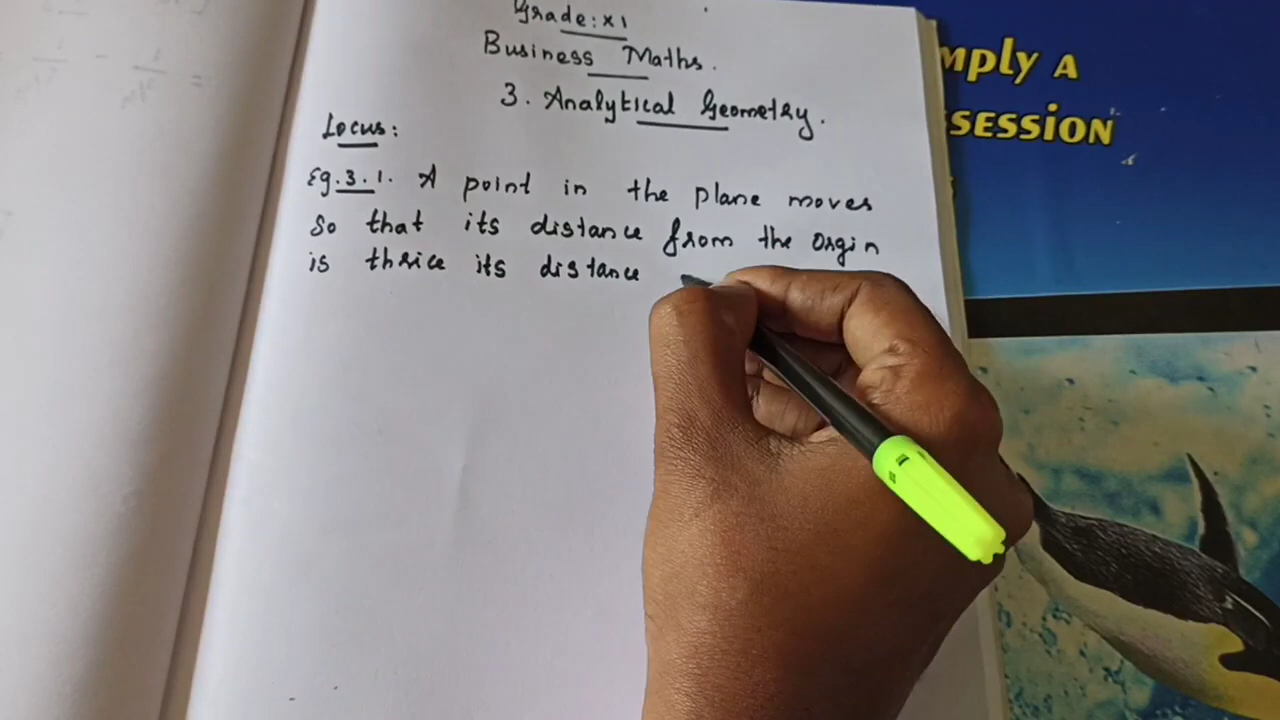 Grade: XI
Business Maths.
3. Analytical Geometry.
Locus:
Eg.3.1. A point in the plane moves
So that its distance from the Orgin
is thrice its distance
mply A
SESSION